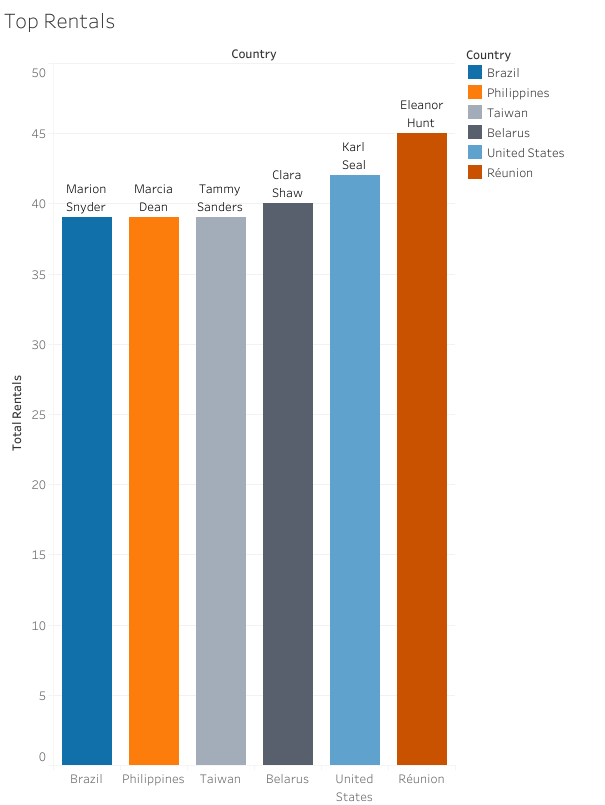 Top Rentals
Country
50
45
40
35
30
25
20
15
10
5
0
Total Rentals
Marion
Snyder
Marcia
Dean
Tammy
Sanders
Clara
Shaw
Karl
Seal
Eleanor
Hunt
Brazil
Philippines
Taiwan
Belarus
United
States
Réunion
Country
Brazil
Philippines
Taiwan
Belarus
United States
Réunion